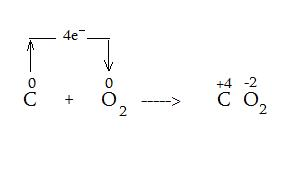 4e⁻
0 0 +4 -2
C + O₂ -----> C O₂